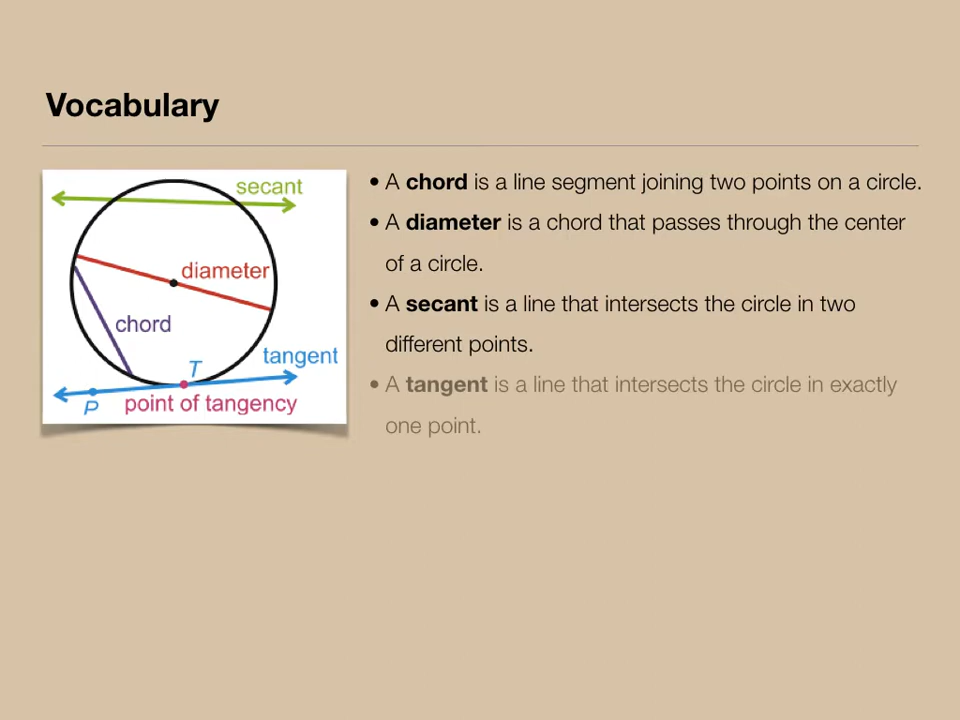 Vocabulary
secant
diameter
chord
T
tangent
P
point of tangency
• A chord is a line segment joining two points on a circle.
• A diameter is a chord that passes through the center
of a circle.
• A secant is a line that intersects the circle in two
different points.
• A tangent is a line that intersects the circle in exactly
one point.